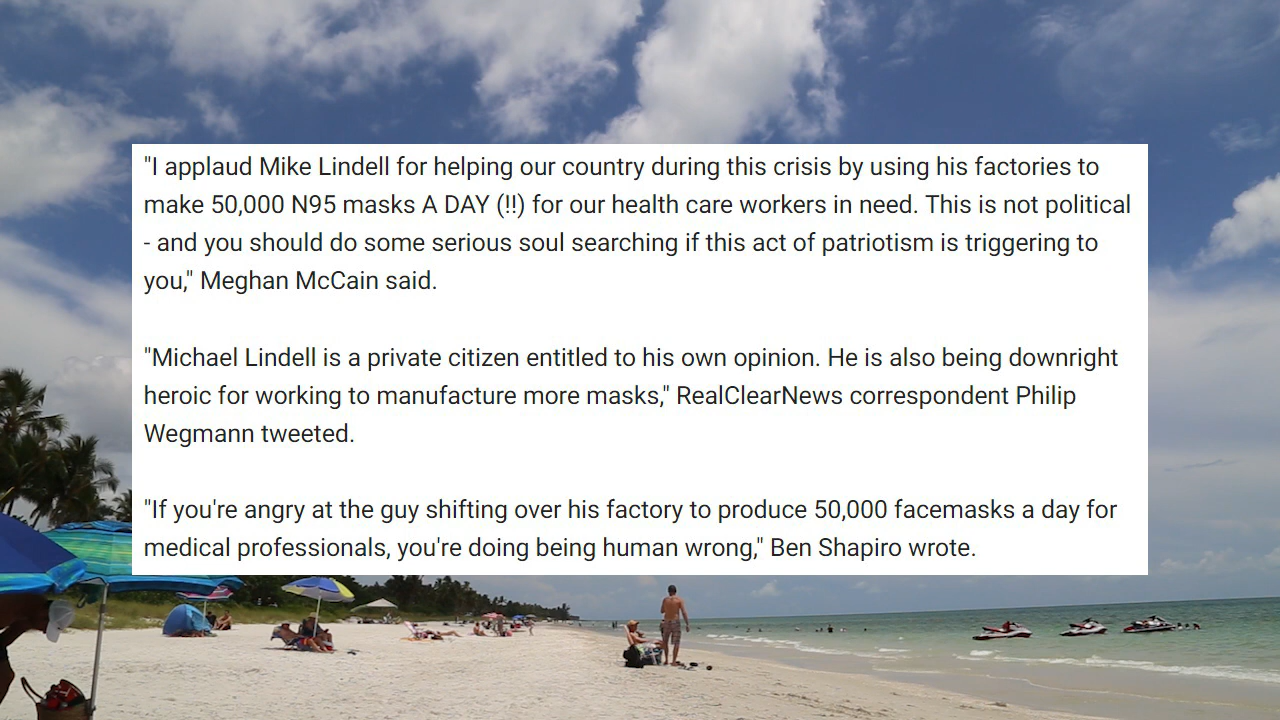 "I applaud Mike Lindell for helping our country during this crisis by using his factories to
make 50,000 N95 masks A DAY (!!) for our health care workers in need. This is not political
- and you should do some serious soul searching if this act of patriotism is triggering to
you," Meghan McCain said.
"Michael Lindell is a private citizen entitled to his own opinion. He is also being downright
heroic for working to manufacture more masks," RealClearNews correspondent Philip
Wegmann tweeted.
"If you're angry at the guy shifting over his factory to produce 50,000 facemasks a day for
medical professionals, you're doing being human wrong," Ben Shapiro wrote.